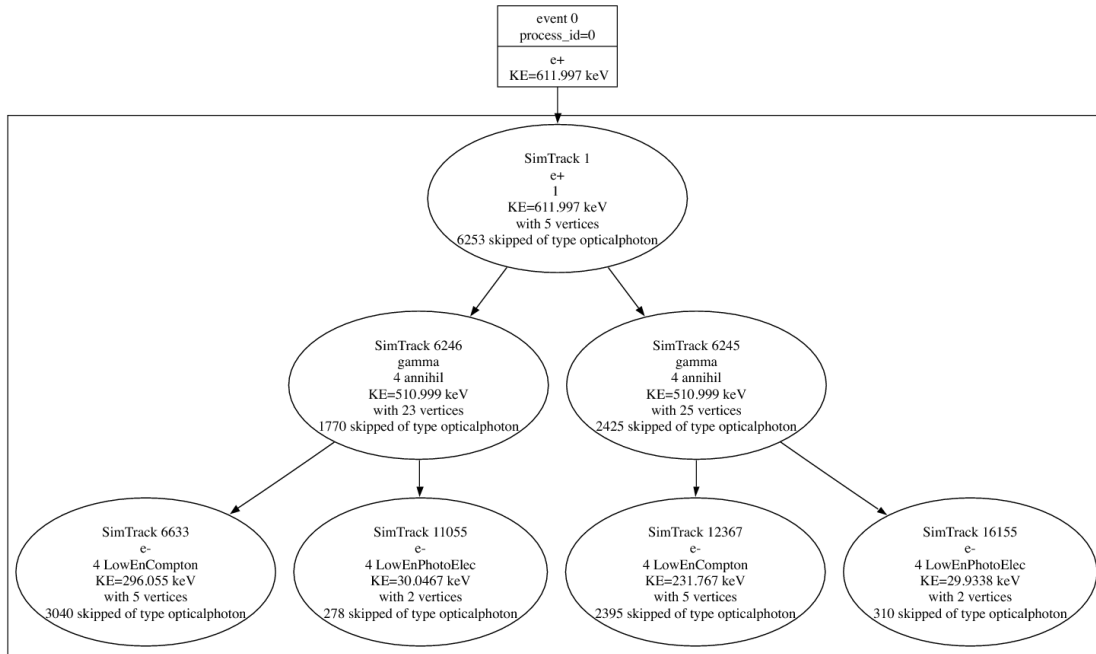 event 0
process_id=0
e+
KE=611.997 keV
SimTrack 1
e+
1
KE=611.997 keV
with 5 vertices
6253 skipped of type opticalphoton
SimTrack 6246
gamma
4 annihil
KE=510.999 keV
with 23 vertices
1770 skipped of type opticalphoton
SimTrack 6245
gamma
4 annihil
KE=510.999 keV
with 25 vertices
2425 skipped of type opticalphoton
SimTrack 6633
e-
4 LowEnCompton
KE=296.055 keV
with 5 vertices
3040 skipped of type opticalphoton
SimTrack 11055
e-
4 LowEnPhotoElec
KE=30.0467 keV
with 2 vertices
278 skipped of type opticalphoton
SimTrack 12367
e-
4 LowEnCompton
KE=231.767 keV
with 5 vertices
2395 skipped of type opticalphoton
SimTrack 16155
e-
4 LowEnPhotoElec
KE=29.9338 keV
with 2 vertices
310 skipped of type opticalphoton